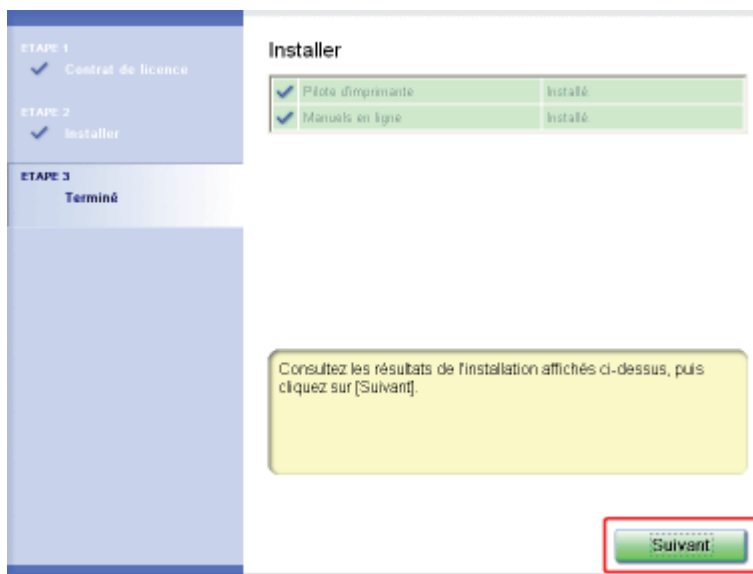 ETAPE 1
Contrat de licence
ETAPE 2
Installer
ETAPE 3
Terminé
Installer
Pilote d'imprimante Installé.
Manuels en ligne Installé.
Consultez les résultats de l'installation affichés ci-dessus, puis
cliquez sur [Suivant].
Suivant